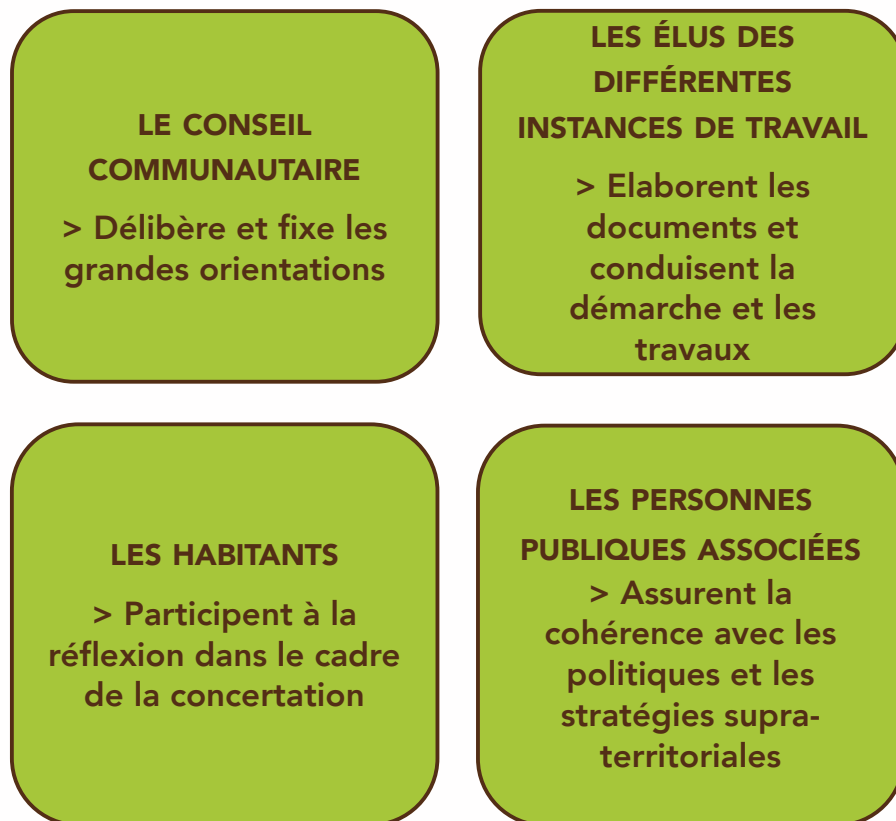 LE CONSEIL
COMMUNAUTAIRE
> Délibère et fixe les
grandes orientations
LES ÉLUS DES
DIFFÉRENTES
INSTANCES DE TRAVAIL
> Elaborent les
documents et
conduisent la
démarche et les
travaux
LES HABITANTS
> Participent à la
réflexion dans le cadre
de la concertation
LES PERSONNES
PUBLIQUES ASSOCIÉES
> Assurent la
cohérence avec les
politiques et les
stratégies supra-
territoriales